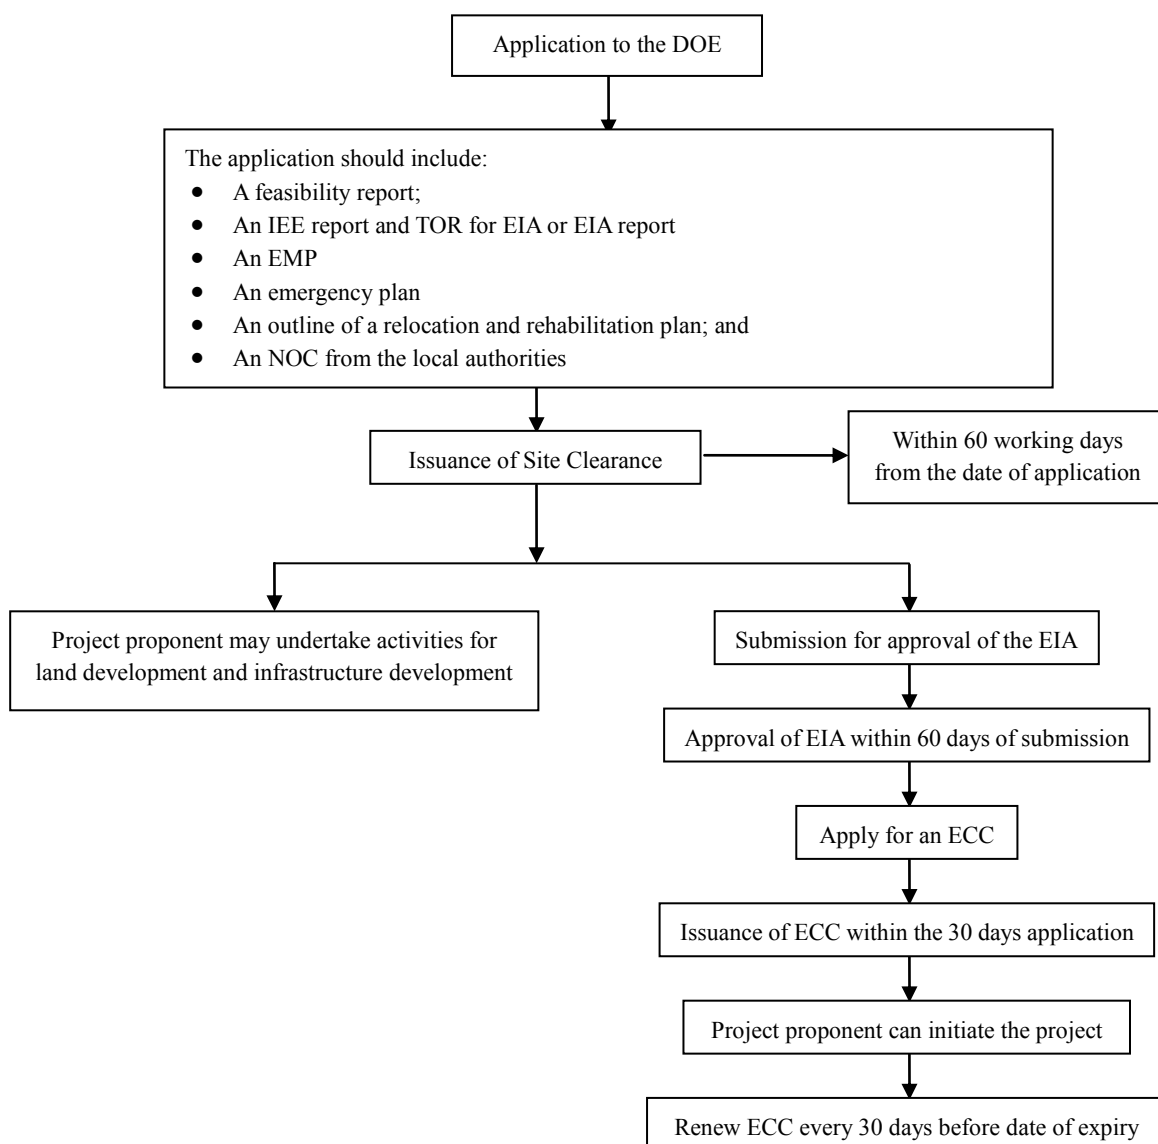 Application to the DOE
The application should include:
● A feasibility report;
● An IEE report and TOR for EIA or EIA report
● An EMP
● An emergency plan
● An outline of a relocation and rehabilitation plan; and
● An NOC from the local authorities
Issuance of Site Clearance
Within 60 working days
from the date of application
Project proponent may undertake activities for
land development and infrastructure development
Submission for approval of the EIA
Approval of EIA within 60 days of submission
Apply for an ECC
Issuance of ECC within the 30 days application
Project proponent can initiate the project
Renew ECC every 30 days before date of expiry